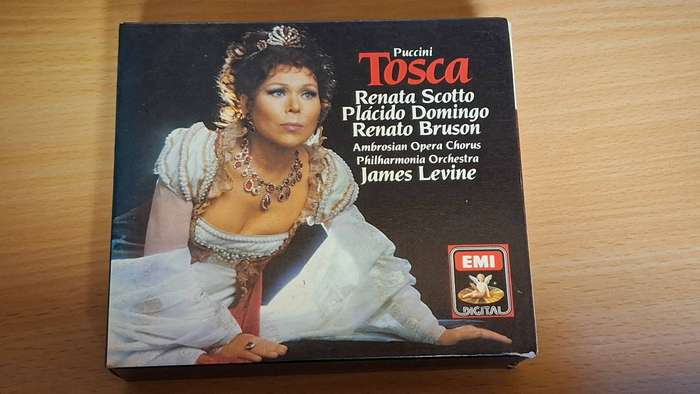 Puccini
Tosca
Renata Scotto
Plácido Domingo
Renato Bruson
Ambrosian Opera Chorus
Philharmonia Orchestra
James Levine
EMI
DIGITAL